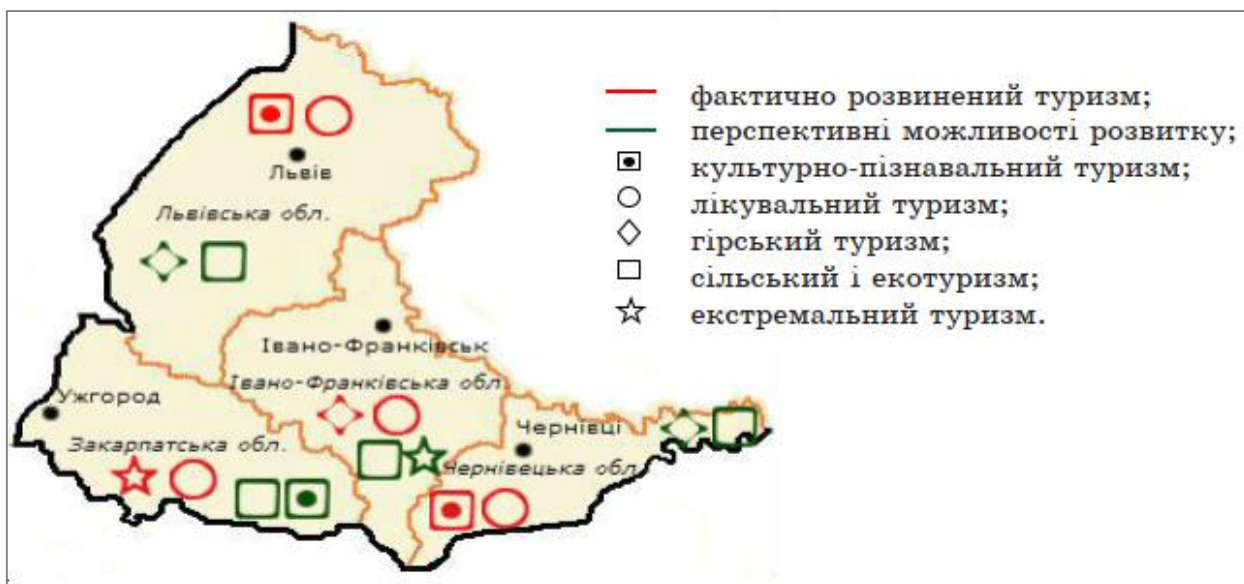 фактично розвинений туризм;
перспективні можливості розвитку;
культурно-пізнавальний туризм;
лікувальний туризм;
гірський туризм;
сільський і екотуризм;
екстремальний туризм.
Львів
Львівська обл.
Івано-Франківськ
Івано-Франківська обл.
Ужгород
Закарпатська обл.
Чернівці
Чернівецька обл